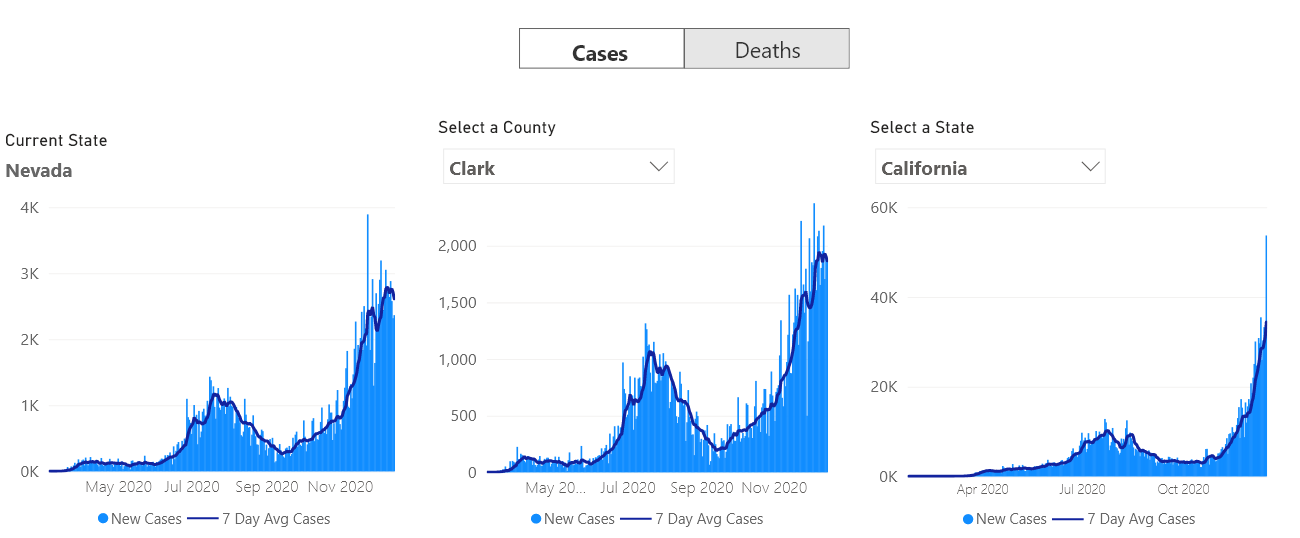 Cases Deaths
Current State
Nevada
4K
3K
2K
1K
0K
May 2020 Jul 2020 Sep 2020 Nov 2020
New Cases 7 Day Avg Cases
Select a County
Clark
2,000
1,500
1,000
500
0
May 20... Jul 2020 Sep 2020 Nov 2020
New Cases 7 Day Avg Cases
Select a State
California
60K
40K
20K
0K
Apr 2020 Jul 2020 Oct 2020
New Cases 7 Day Avg Cases